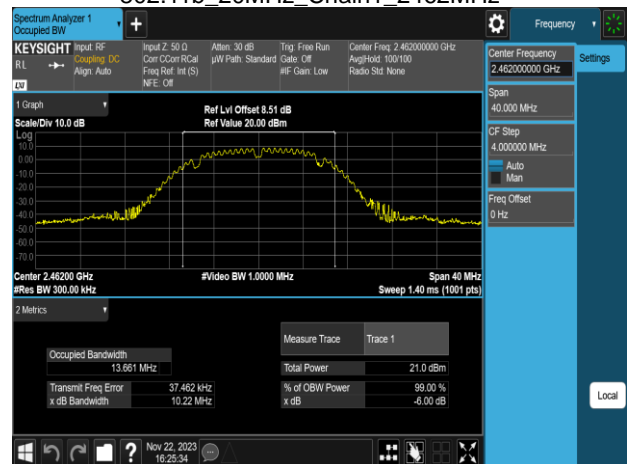 802.11b_20MHz_Chain1_2462MHz
Spectrum Analyzer 1
Occupied BW
Frequency
KEYSIGHT
RL
LXI
Input: RF
Coupling: DC
Align: Auto
Input Z: 50 Ω
Corr CCorr RCal
Freq Ref: Int (S)
NFE: Off
Atten: 30 dB
µW Path: Standard
Trig: Free Run
Gate: Off
#IF Gain: Low
Center Freq: 2.462000000 GHz
Avg|Hold: 100/100
Radio Std: None
Center Frequency
2.462000000 GHz
Settings
Span
40.000 MHz
CF Step
4.000000 MHz
Auto
Man
Freq Offset
0 Hz
Local
1 Graph
Scale/Div 10.0 dB
Ref Lvl Offset 8.51 dB
Ref Value 20.00 dBm
Log
10.0
0.00
-10.0
-20.0
-30.0
-40.0
-50.0
-60.0
-70.0
Center 2.46200 GHz
#Res BW 300.00 kHz
#Video BW 1.0000 MHz
Span 40 MHz
Sweep 1.40 ms (1001 pts)
2 Metrics
Measure Trace Trace 1
Occupied Bandwidth
13.661 MHz
Total Power 21.0 dBm
Transmit Freq Error 37.462 kHz
% of OBW Power 99.00 %
x dB Bandwidth 10.22 MHz
x dB -6.00 dB
Nov 22, 2023
16:25:34